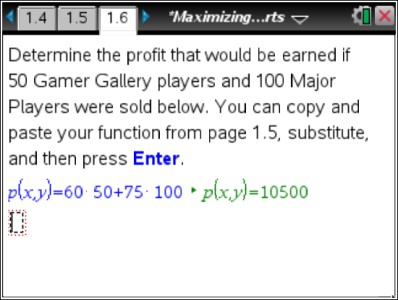 1.4 1.5 1.6 *Maximizing...rts
Determine the profit that would be earned if
50 Gamer Gallery players and 100 Major
Players were sold below. You can copy and
paste your function from page 1.5, substitute,
and then press Enter.
p(x,y)=60· 50+75· 100 ▸ p(x,y)=10500